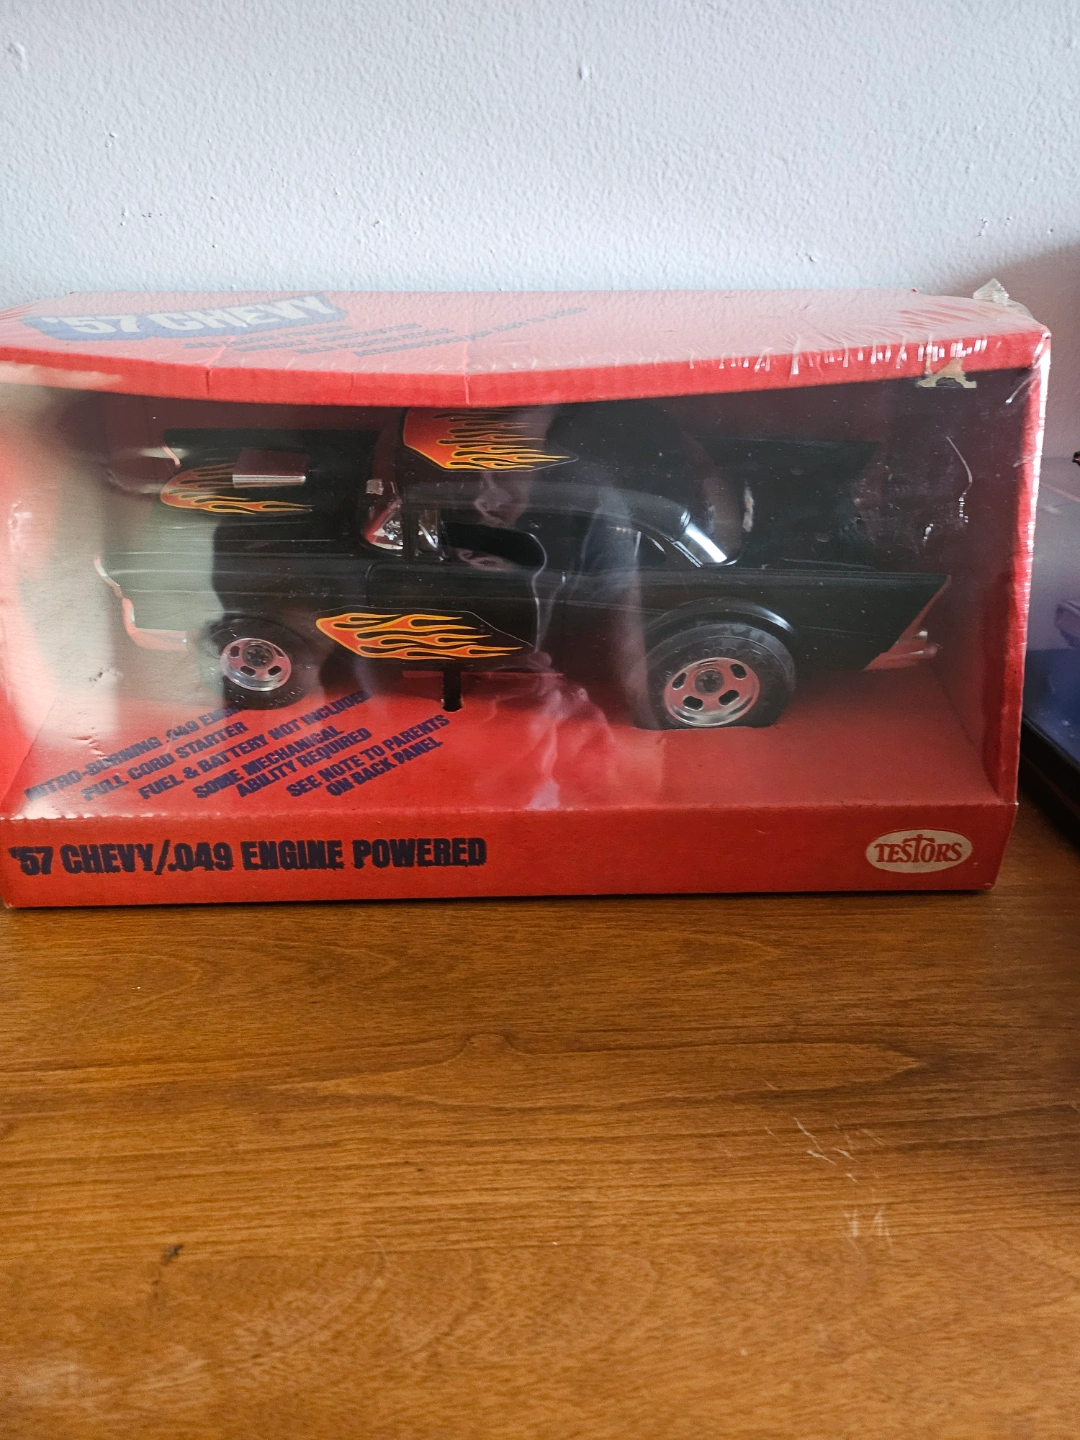 '57 CHEVY
NITRO-BURNING .049 ENGINE
PULL CORD STARTER
FUEL & BATTERY NOT INCLUDED
SOME MECHANICAL
ABILITY REQUIRED
SEE NOTE TO PARENTS
ON BACK PANEL
'57 CHEVY/.049 ENGINE POWERED
TESTORS